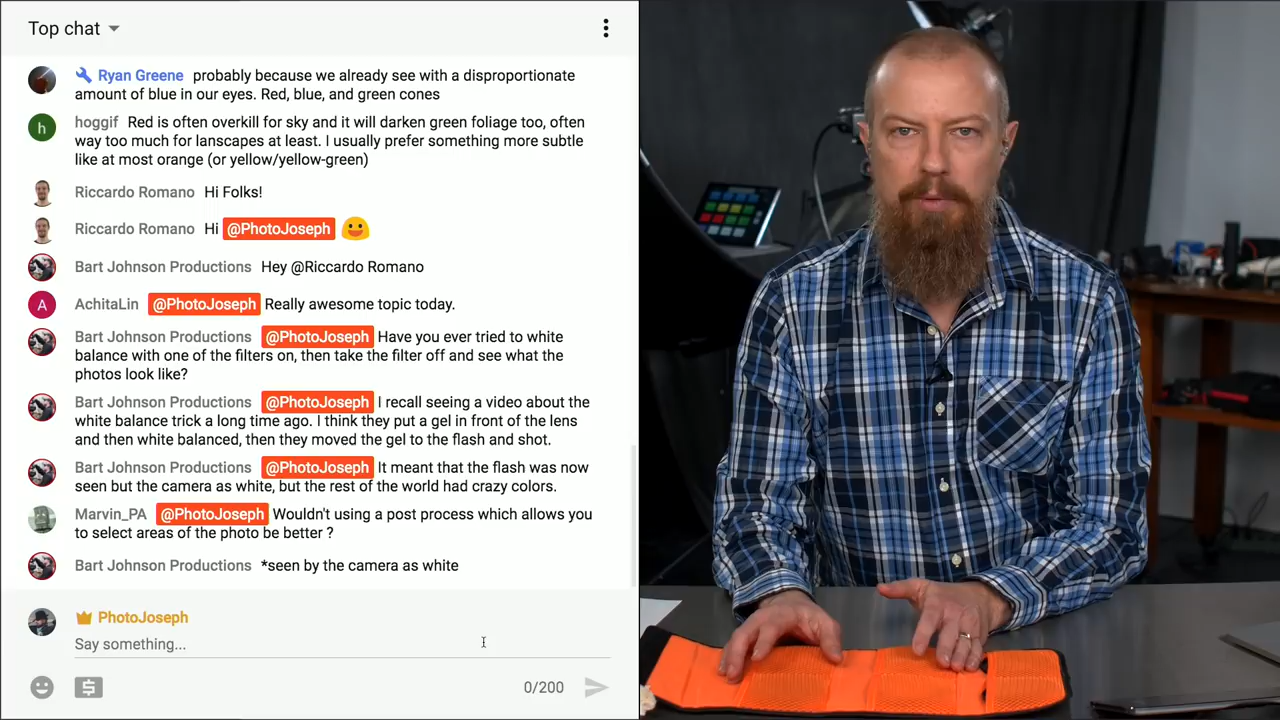 Top chat
Ryan Greene probably because we already see with a disproportionate
amount of blue in our eyes. Red, blue, and green cones
h
hoggif Red is often overkill for sky and it will darken green foliage too, often
way too much for lanscapes at least. I usually prefer something more subtle
like at most orange (or yellow/yellow-green)
Riccardo Romano Hi Folks!
Riccardo Romano Hi @PhotoJoseph
Bart Johnson Productions Hey @Riccardo Romano
A
AchitaLin @PhotoJoseph Really awesome topic today.
Bart Johnson Productions @PhotoJoseph Have you ever tried to white
balance with one of the filters on, then take the filter off and see what the
photos look like?
Bart Johnson Productions @PhotoJoseph I recall seeing a video about the
white balance trick a long time ago. I think they put a gel in front of the lens
and then white balanced, then they moved the gel to the flash and shot.
Bart Johnson Productions @PhotoJoseph It meant that the flash was now
seen but the camera as white, but the rest of the world had crazy colors.
Marvin_PA @PhotoJoseph Wouldn't using a post process which allows you
to select areas of the photo be better ?
Bart Johnson Productions *seen by the camera as white
PhotoJoseph
Say something...
0/200